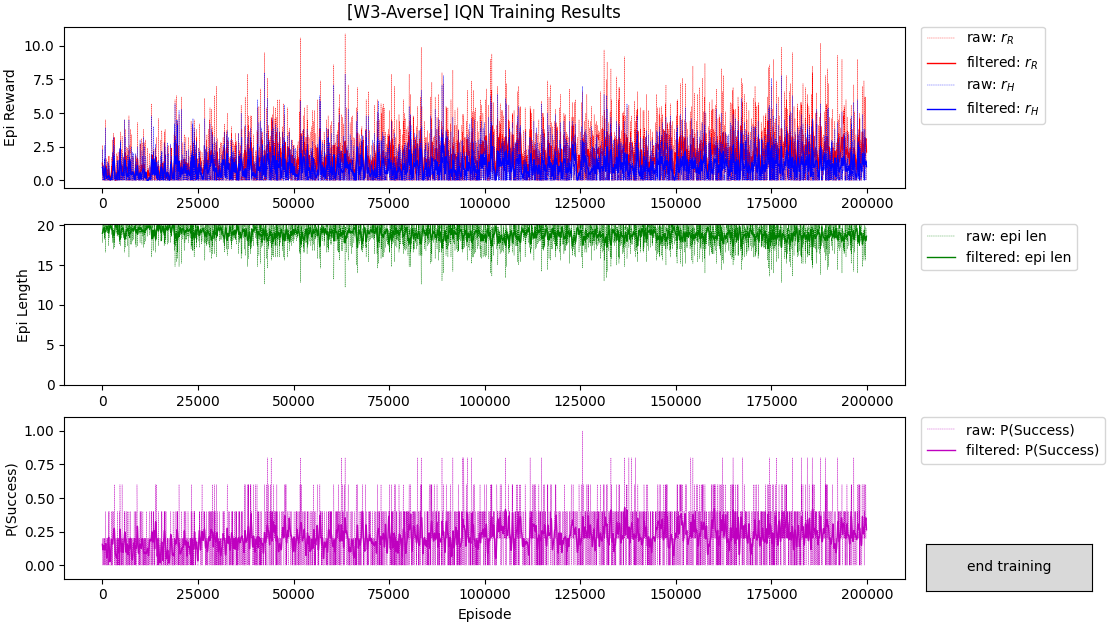 [W3-Averse] IQN Training Results
Epi Reward
10.0
7.5
5.0
2.5
0.0
0 25000 50000 75000 100000 125000 150000 175000 200000
raw: r_R
filtered: r_R
raw: r_H
filtered: r_H
Epi Length
20
15
10
5
0
0 25000 50000 75000 100000 125000 150000 175000 200000
raw: epi len
filtered: epi len
P(Success)
1.00
0.75
0.50
0.25
0.00
0 25000 50000 75000 100000 125000 150000 175000 200000
Episode
raw: P(Success)
filtered: P(Success)
end training